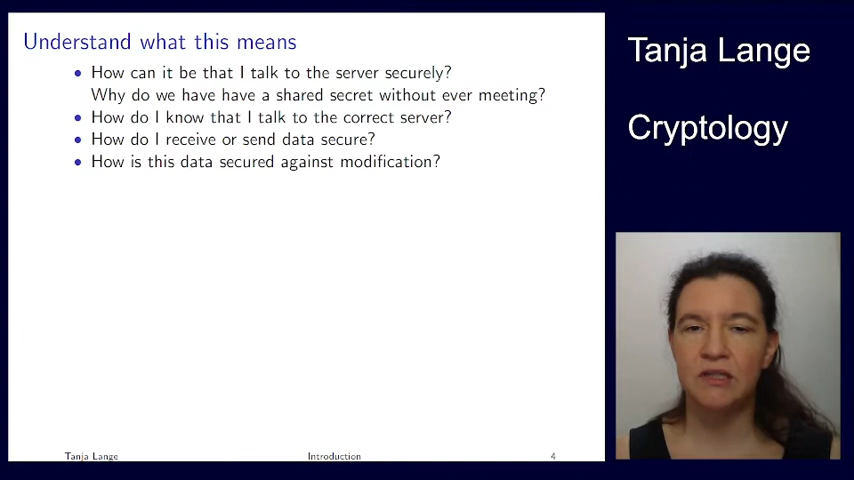 Understand what this means
• How can it be that I talk to the server securely?
Why do we have have a shared secret without ever meeting?
• How do I know that I talk to the correct server?
• How do I receive or send data secure?
• How is this data secured against modification?
Tanja Lange
Introduction
4
Tanja Lange
Cryptology